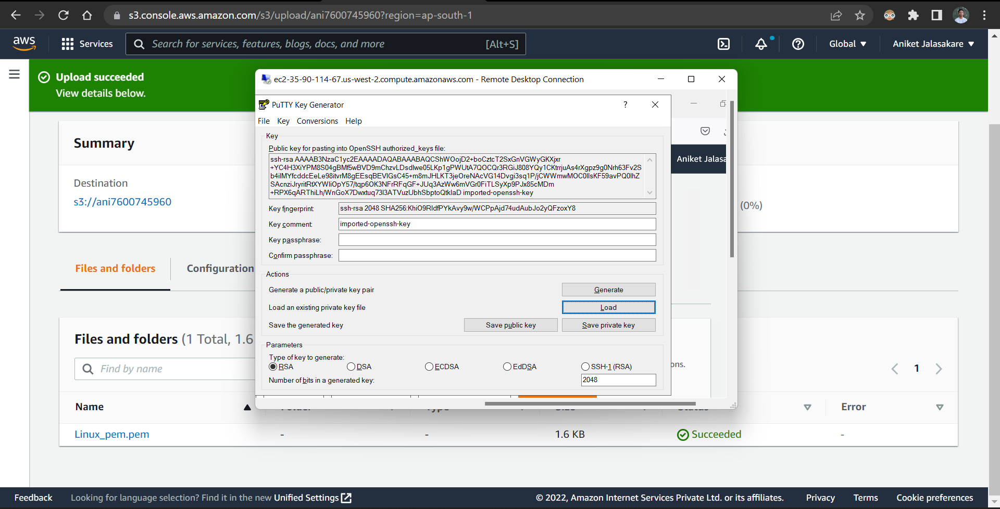 s3.console.aws.amazon.com/s3/upload/ani7600745960?region=ap-south-1
aws
Services
Search for services, features, blogs, docs, and more
[Alt+S]
Global
Aniket Jalasakare
Upload succeeded
View details below.
ec2-35-90-114-67.us-west-2.compute.amazonaws.com - Remote Desktop Connection
PuTTY Key Generator
?
File Key Conversions Help
Key
Public key for pasting into OpenSSH authorized_keys file:
ssh-rsa AAAAB3NzaC1yc2EAAAADAQABAAABAQCShWOojD2+boCztcT2SxGnVGWyGKXjxr
+YC4H3XiYPM8S04gBMf5wBVD9mChzvLDsdlwe05LKp1gPWUtA7QOCQr3RGiJ808YQy1CKtrrjuAs4rXgpz9g0Nrh63Fv2S
b4ilMYfcddcEeLe98itvrM8gEEsqBEVlGsC45+m8mJHLKT3jeOreNAcVG14Dvgi3sq1P/jCWWmwMOC0llsKF59avPQ0lhZ
SAcnziJryritRtXYWliOpY57/tqp6OK3NFrRFqGF+JUq3AzWw6mVGr0FiTLSyXp9PJx85cMDm
+RPX6qARThiLh/WnGoX7Dwxtuq73l3ATVuzUbhSbptoQtklaD imported-openssh-key
Key fingerprint:
ssh-rsa 2048 SHA256:KhiO9RldfPYkAvy9w/WCPpAjd74udAubJo2yQFzoxY8
Key comment:
imported-openssh-key
Key passphrase:
Confirm passphrase:
Actions
Generate a public/private key pair
Generate
Load an existing private key file
Load
Save the generated key
Save public key
Save private key
Parameters
Type of key to generate:
RSA
DSA
ECDSA
EdDSA
SSH-1 (RSA)
Number of bits in a generated key:
2048
Aniket Jalasa
ons.
Summary
Destination
s3://ani7600745960
(0%)
Files and folders
Configuration
Files and folders (1 Total, 1.6
Find by name
1
Name
Folder
Type
Size
Status
Error
Linux_pem.pem
-
-
1.6 KB
Succeeded
-
Feedback
Looking for language selection? Find it in the new Unified Settings
© 2022, Amazon Internet Services Private Ltd. or its affiliates.
Privacy
Terms
Cookie preferences